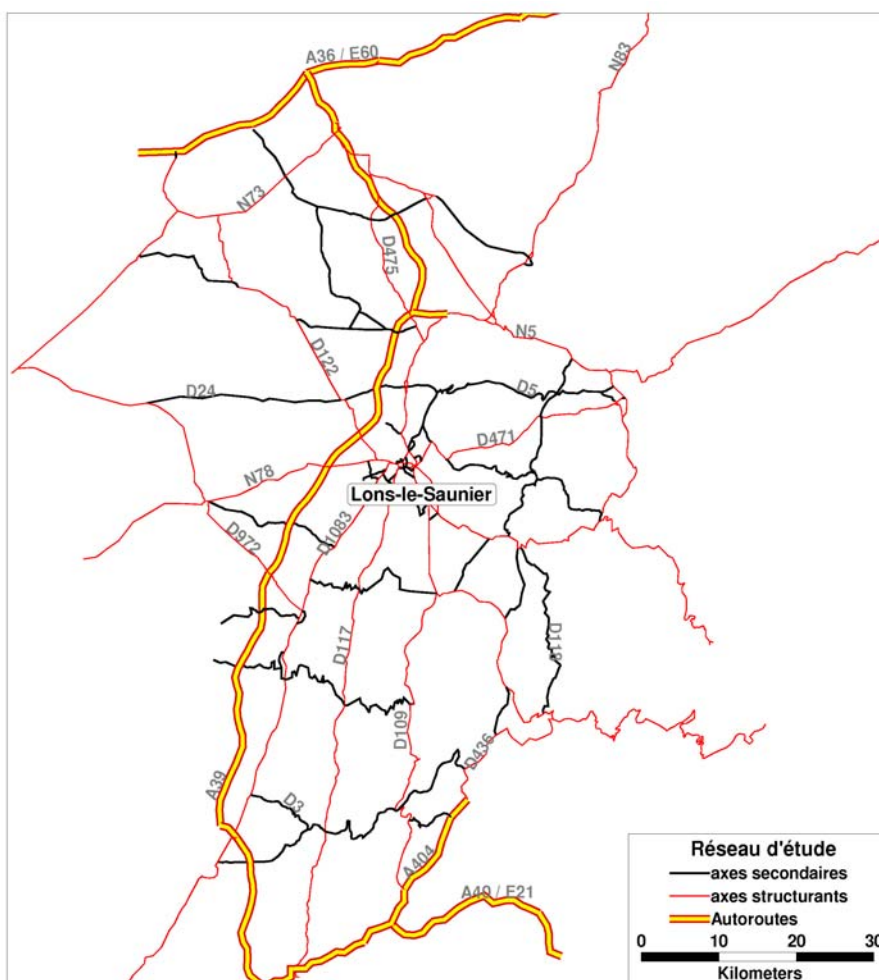 A36 / E60
N83
N73
D475
N5
D122
D24
D5
D471
N78
Lons-le-Saunier
D1083
D972
D117
D118
D109
D436
A39
D3
A404
A40 / E21
Réseau d'étude
axes secondaires
axes structurants
Autoroutes
0 10 20 30
Kilometers